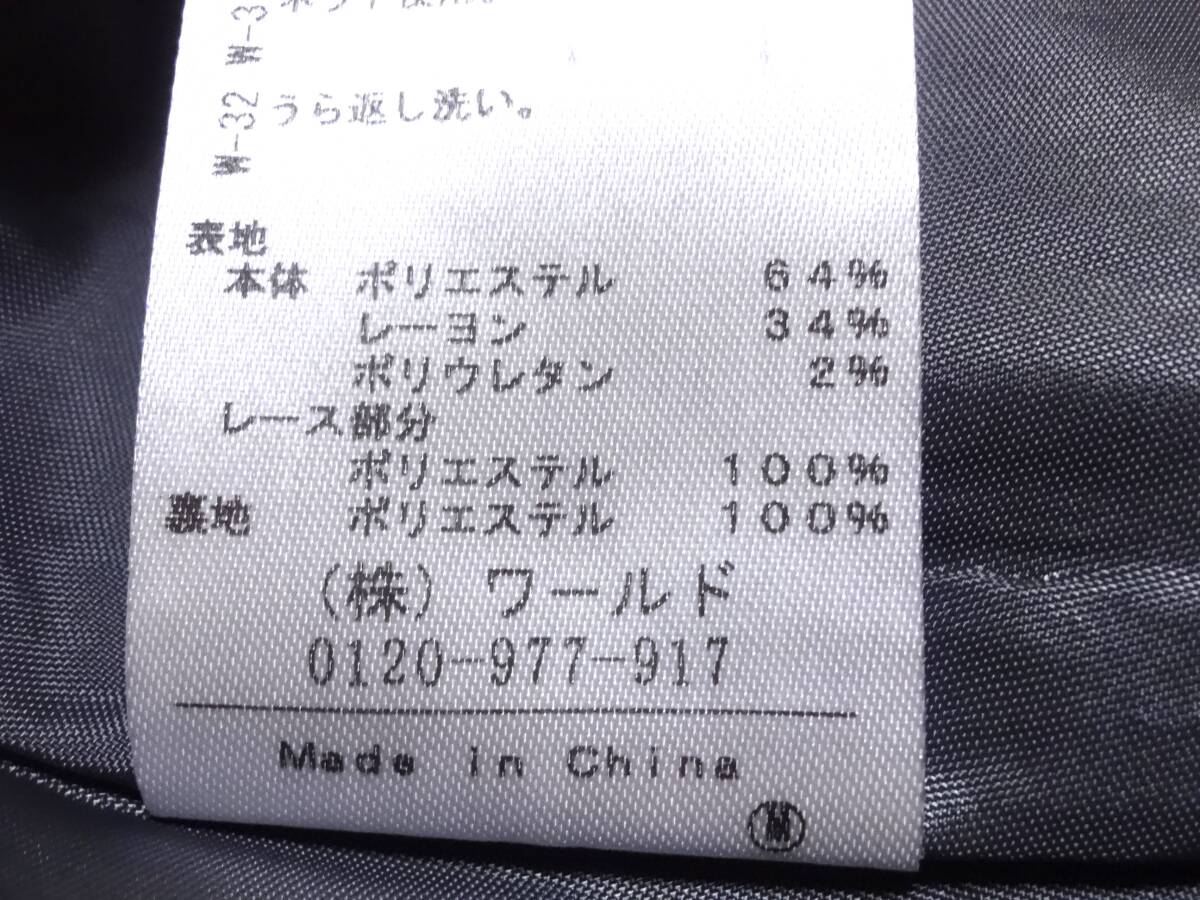 W-3
W-32 うら返し洗い。
表地
本体 ポリエステル 64%
レーヨン 34%
ポリウレタン 2%
レース部分
ポリエステル 100%
裏地 ポリエステル 100%
(株) ワールド
0120-977-917
Made in China
Ⓜ